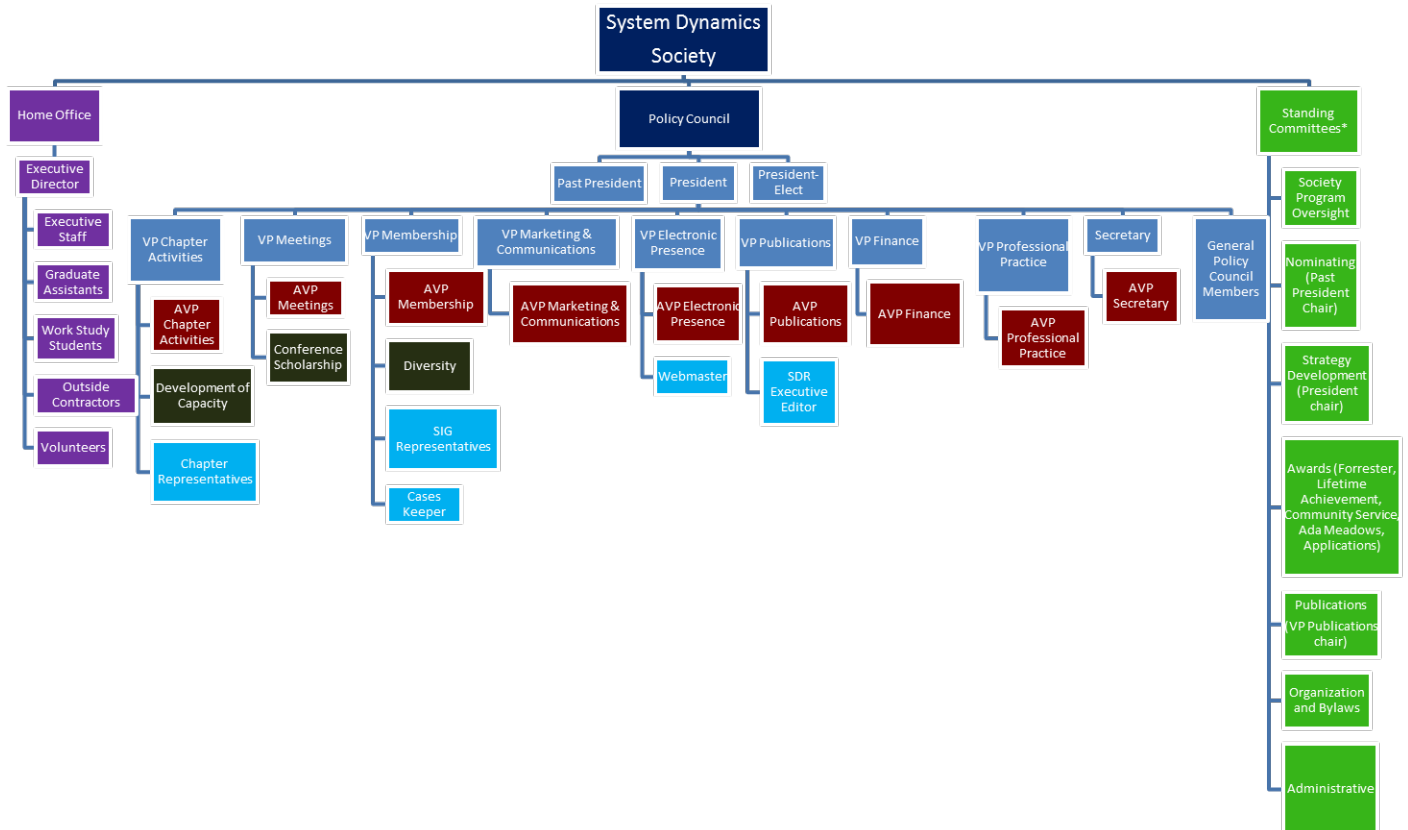 System Dynamics
Society
Home Office
Policy Council
Standing
Committees*
Executive
Director
Past President
President
President-
Elect
Executive
Staff
Graduate
Assistants
Work Study
Students
Outside
Contractors
Volunteers
VP Chapter
Activities
AVP
Chapter
Activities
Development of
Capacity
Chapter
Representatives
VP Meetings
AVP
Meetings
Conference
Scholarship
VP Membership
AVP
Membership
Diversity
SIG
Representatives
Cases
Keeper
VP Marketing &
Communications
AVP Marketing &
Communications
VP Electronic
Presence
AVP Electronic
Presence
Webmaster
VP Publications
AVP
Publications
SDR
Executive
Editor
VP Finance
AVP Finance
VP Professional
Practice
AVP
Professional
Practice
Secretary
AVP
Secretary
General
Policy
Council
Members
Society
Program
Oversight
Nominating
(Past
President
Chair)
Strategy
Development
(President
chair)
Awards (Forrester,
Lifetime
Achievement,
Community Service,
Ada Meadows,
Applications)
Publications
(VP Publications
chair)
Organization
and Bylaws
Administrative